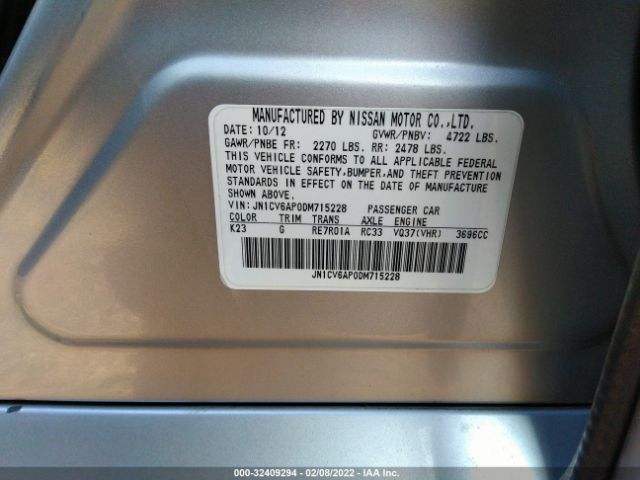 MANUFACTURED BY NISSAN MOTOR CO.,LTD.
DATE: 10/12 GVWR/PNBV: 4722 LBS.
GAWR/PNBE FR: 2270 LBS. RR: 2478 LBS.
THIS VEHICLE CONFORMS TO ALL APPLICABLE FEDERAL
MOTOR VEHICLE SAFETY,BUMPER,AND THEFT PREVENTION
STANDARDS IN EFFECT ON THE DATE OF MANUFACTURE
SHOWN ABOVE.
VIN: JN1CV6AP0DM715228 PASSENGER CAR
COLOR TRIM TRANS AXLE ENGINE
K23 G RE7R01A RC33 VQ37(VHR) 3696CC
JN1CV6AP0DM715228
000-32409294 - 02/08/2022 - IAA Inc.